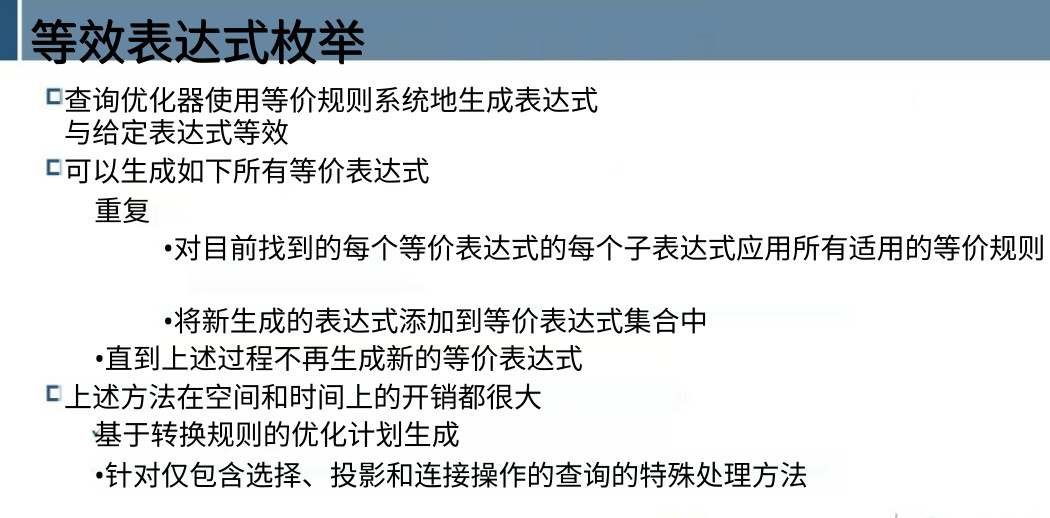 等效表达式枚举
查询优化器使用等价规则系统地生成表达式
与给定表达式等效
可以生成如下所有等价表达式
重复
•对目前找到的每个等价表达式的每个子表达式应用所有适用的等价规则
•将新生成的表达式添加到等价表达式集合中
•直到上述过程不再生成新的等价表达式
上述方法在空间和时间上的开销都很大
基于转换规则的优化计划生成
•针对仅包含选择、投影和连接操作的查询的特殊处理方法